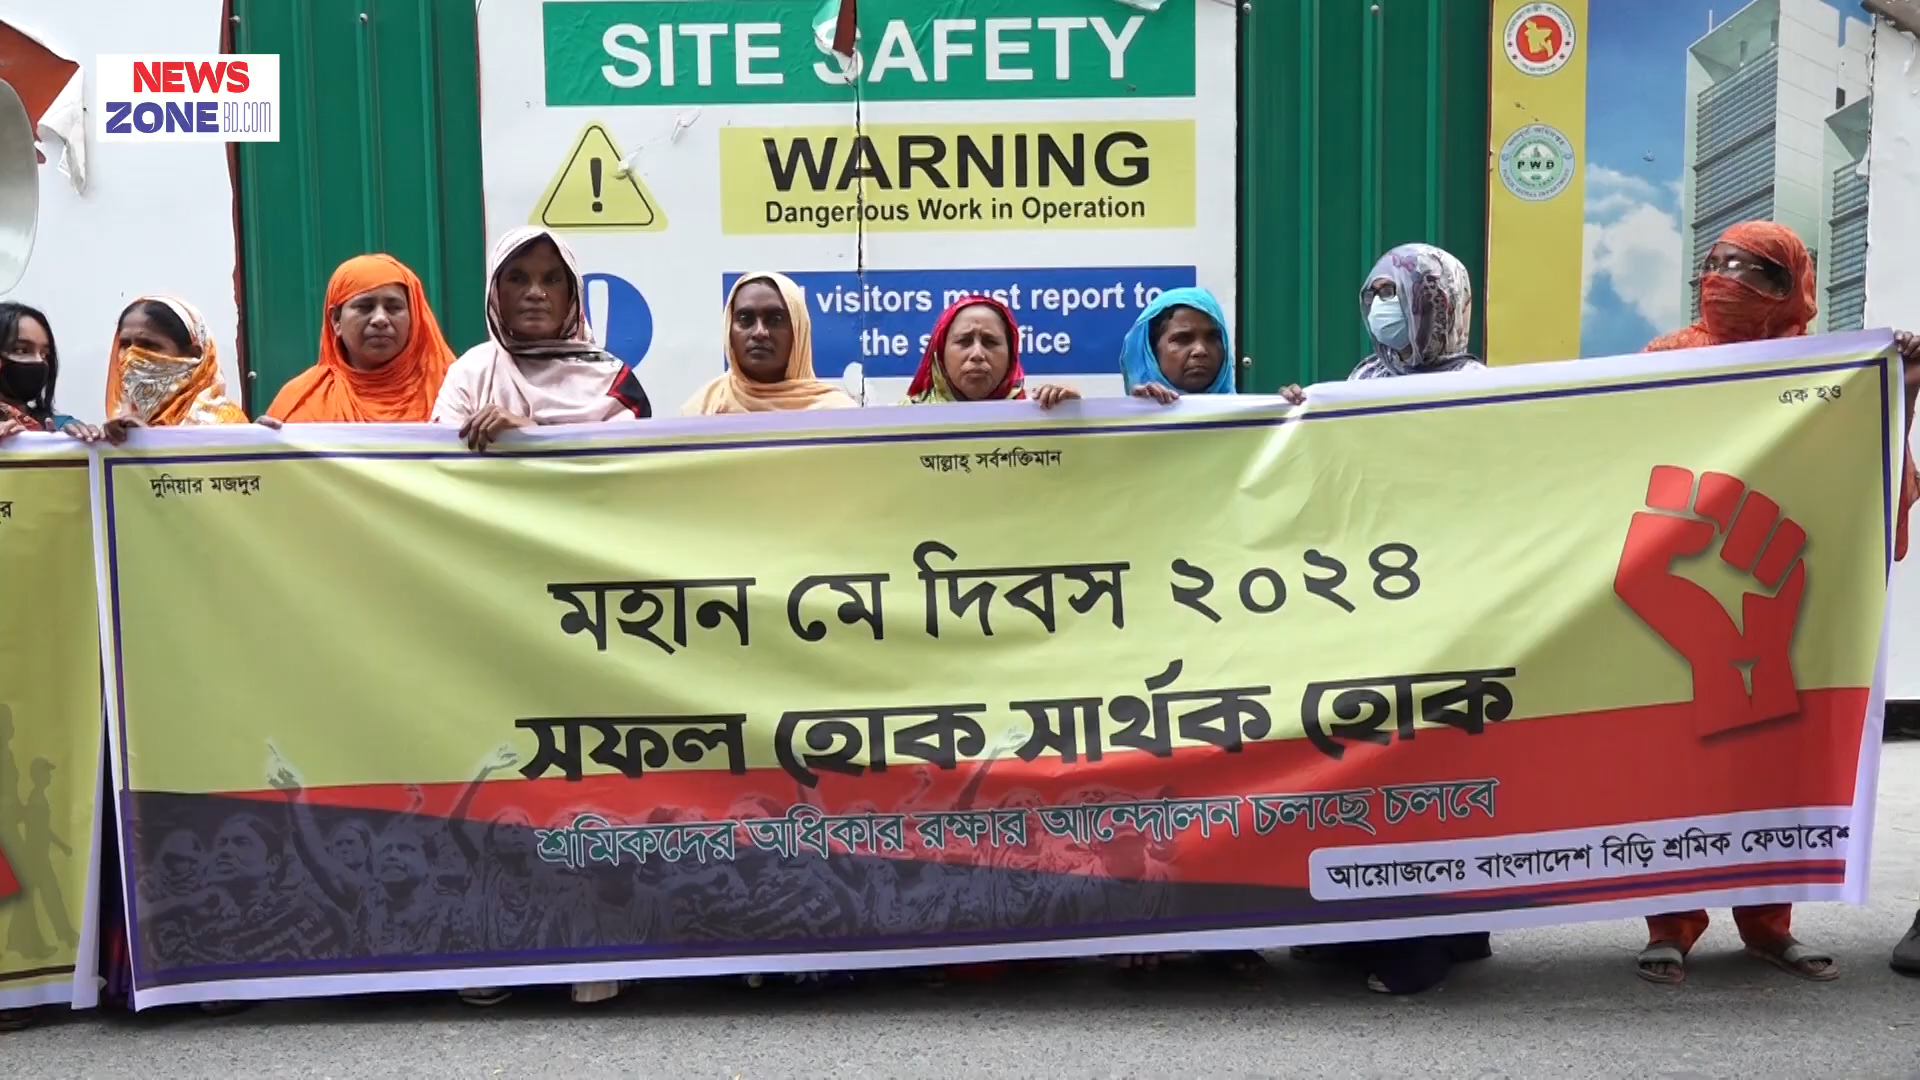 NEWS
ZONE BD.COM
SITE SAFETY
WARNING
Dangerious Work in Operation
visitors must report to
the
PWD
দুনিয়ার মজদুর
আল্লাহ্ সর্বশক্তিমান
এক হও
র
মহান মে দিবস ২০২৪
সফল হোক সার্থক হোক
শ্রমিকদের অধিকার রক্ষার আন্দোলন চলছে চলবে
আয়োজনেঃ বাংলাদেশ বিড়ি শ্রমিক ফেডারেশ